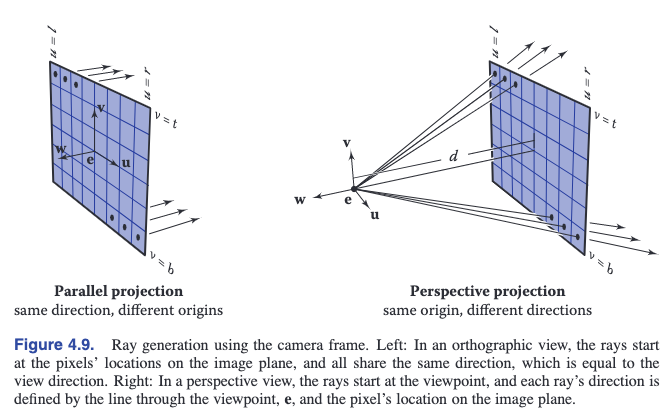 u = l
u = r
v = t
v
w
e
u
v = b
u = l
u = r
v = t
v
d
w
e
u
v = b
Parallel projection
same direction, different origins
Perspective projection
same origin, different directions
Figure 4.9. Ray generation using the camera frame. Left: In an orthographic view, the rays start
at the pixels' locations on the image plane, and all share the same direction, which is equal to the
view direction. Right: In a perspective view, the rays start at the viewpoint, and each ray's direction is
defined by the line through the viewpoint, e, and the pixel's location on the image plane.